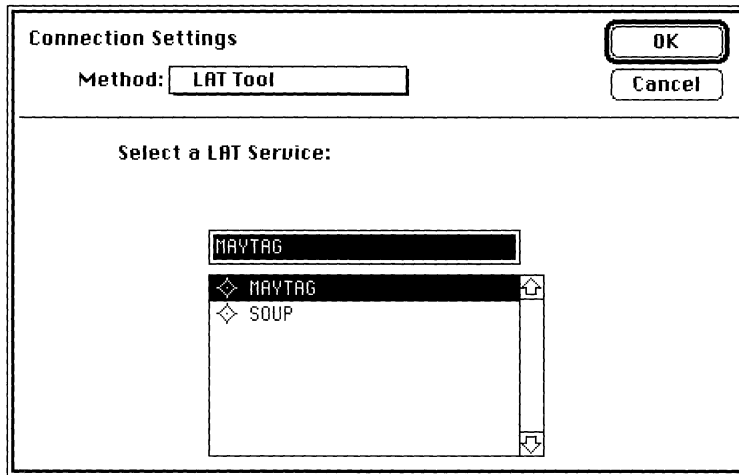 Connection Settings
OK
Method: LAT Tool
Cancel
Select a LAT Service:
MAYTAG
MAYTAG
SOUP